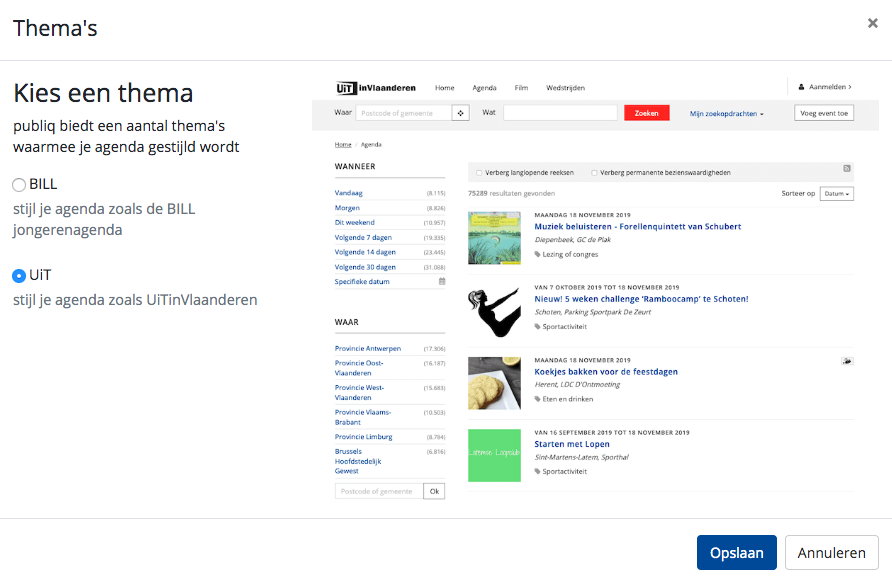 Thema's
×
Kies een thema
publiq biedt een aantal thema's
waarmee je agenda gestijld wordt
BILL
stijl je agenda zoals de BILL
jongerenagenda
UiT
stijl je agenda zoals UiTinVlaanderen
UiTinVlaanderen Home Agenda Film Wedstrijden Aanmelden ›
Waar Postcode of gemeente Wat Zoeken Mijn zoekopdrachten Voeg event toe
Home / Agenda
WANNEER
Vandaag (8.115)
Morgen (8.826)
Dit weekend (10.957)
Volgende 7 dagen (19.335)
Volgende 14 dagen (23.445)
Volgende 30 dagen (31.088)
Specifieke datum
WAAR
Provincie Antwerpen (17.306)
Provincie Oost- (16.187)
Vlaanderen
Provincie West- (15.883)
Vlaanderen
Provincie Vlaams- (10.503)
Brabant
Provincie Limburg (8.784)
Brussels (6.816)
Hoofdstedelijk
Gewest
Postcode of gemeente Ok
Verberg langlopende reeksen Verberg permanente bezienswaardigheden
75289 resultaten gevonden Sorteer op Datum
MAANDAG 18 NOVEMBER 2019
Muziek beluisteren - Forellenquintett van Schubert
Diepenbeek, GC de Plak
Lezing of congres
VAN 7 OKTOBER 2019 TOT 18 NOVEMBER 2019
Nieuw! 5 weken challenge 'Ramboocamp' te Schoten!
Schoten, Parking Sportpark De Zeurt
Sportactiviteit
MAANDAG 18 NOVEMBER 2019
Koekjes bakken voor de feestdagen
Herent, LDC D'Ontmoeting
Eten en drinken
VAN 16 SEPTEMBER 2019 TOT 18 NOVEMBER 2019
Starten met Lopen
Sint-Martens-Latem, Sporthal
Sportactiviteit
Opslaan Annuleren